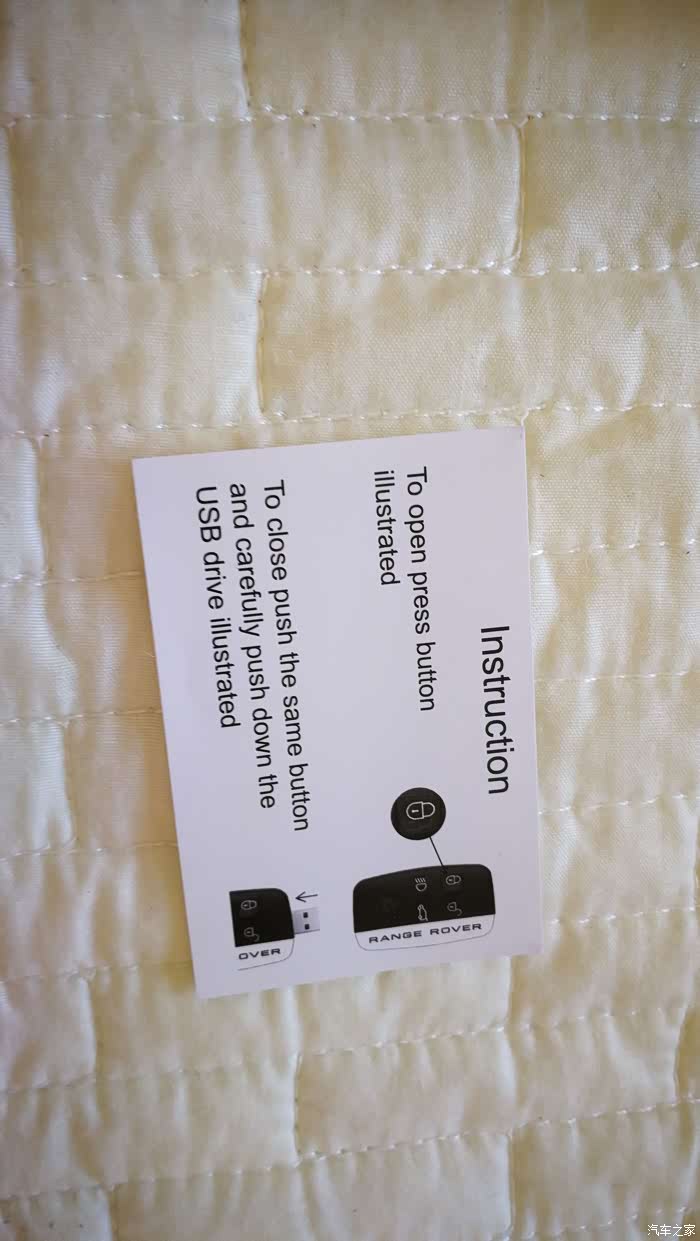 Instruction
To open press button
illustrated
RANGE ROVER
To close push the same button
and carefully push down the
USB drive illustrated
OVER
汽车之家